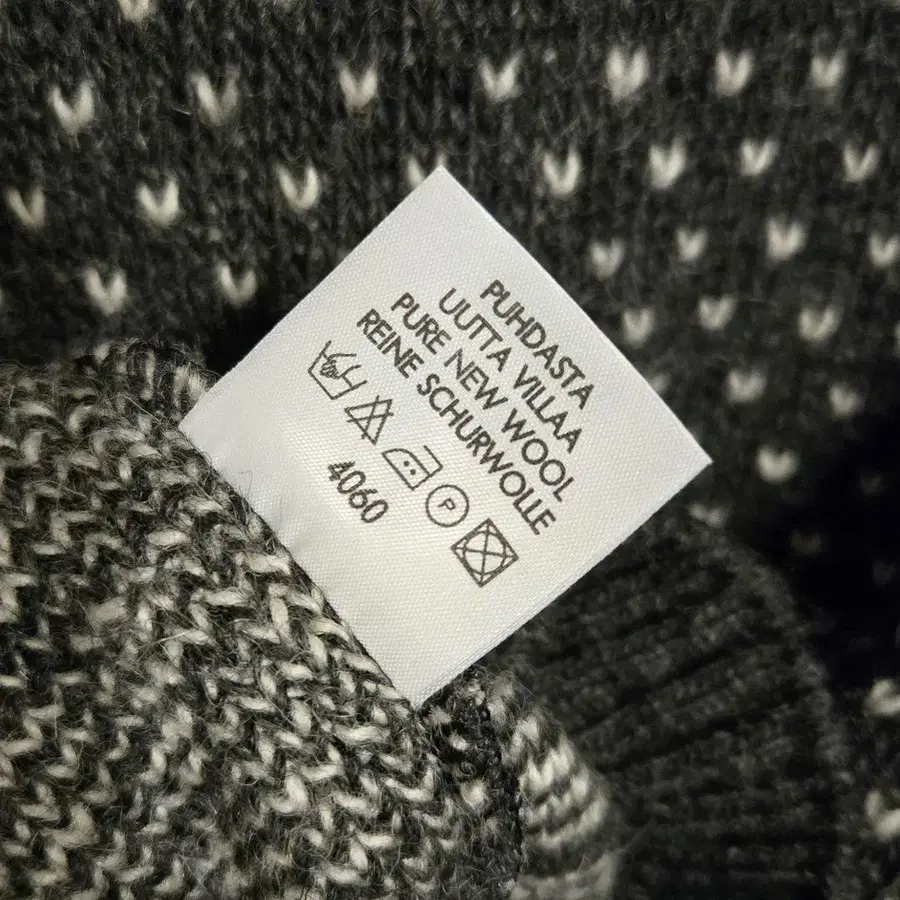 PUHDASTA
UUTTA VILLAA
PURE NEW WOOL
REINE SCHURWOLLE
P
4060